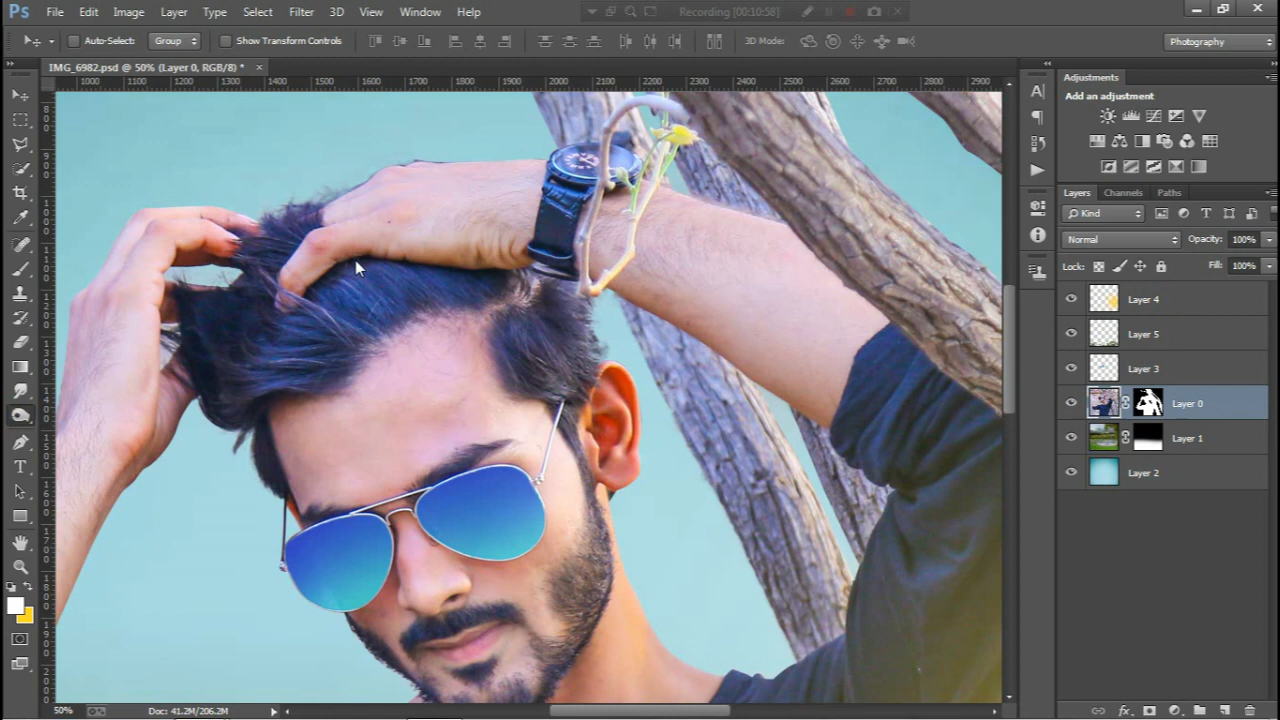 Ps File Edit Image Layer Type Select Filter 3D View Window Help
Recording [00:10:58]
Auto-Select: Group Show Transform Controls 3D Mode: Photography
IMG_6982.psd @ 50% (Layer 0, RGB/8) * ×
1000 1100 1200 1300 1400 1500 1600 1700 1800 1900 2000 2100 2200 2300 2400 2500 2600 2700 2800 2900
Adjustments
Add an adjustment
Layers Channels Paths
Kind
Normal Opacity: 100%
Lock: Fill: 100%
Layer 4
Layer 5
Layer 3
Layer 0
Layer 1
Layer 2
50% Doc: 41.2M/206.2M